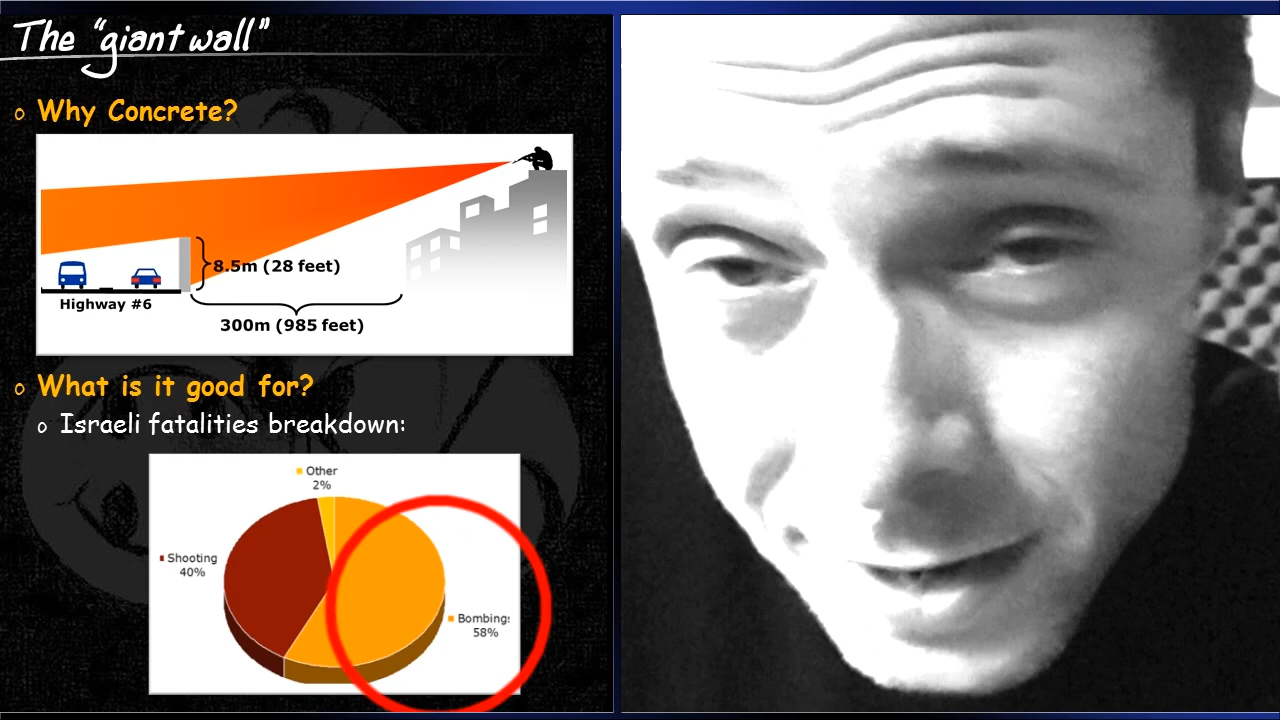 The “giant wall”
o Why Concrete?
8.5m (28 feet)
Highway #6
300m (985 feet)
o What is it good for?
o Israeli fatalities breakdown:
Other
2%
Shooting
40%
Bombings
58%